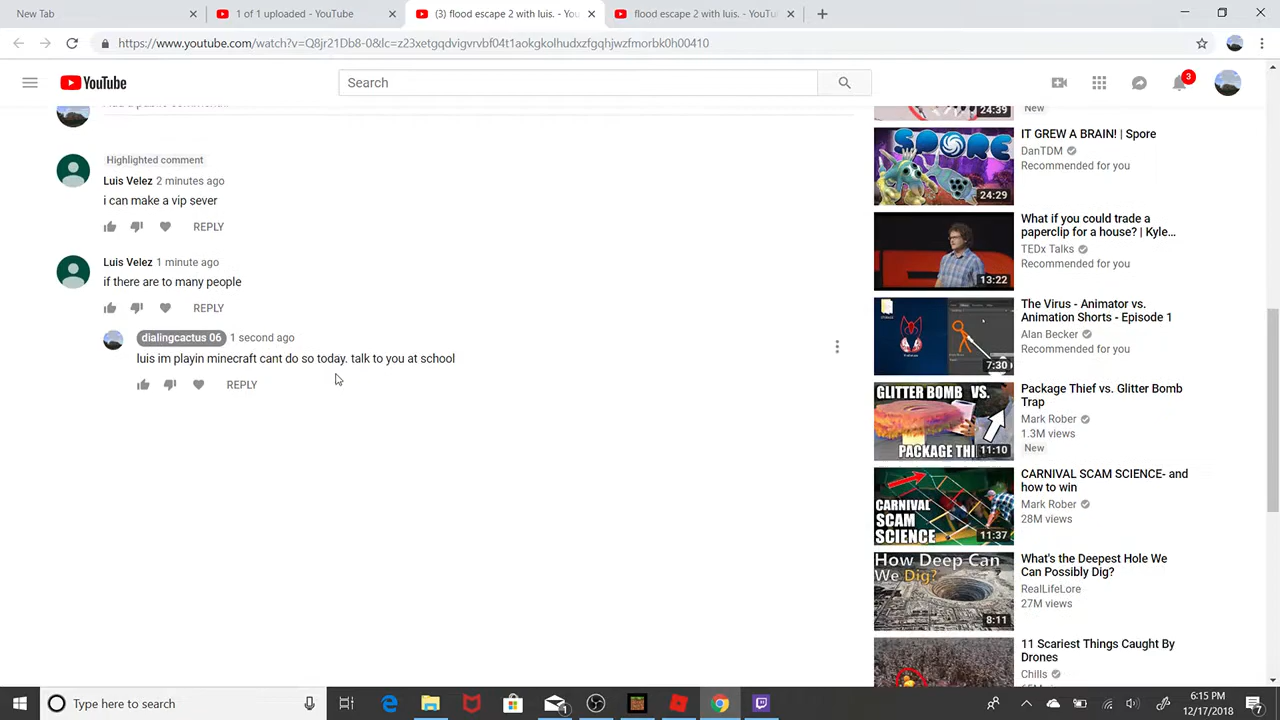 New Tab
1 of 1 uploaded - YouTube
(3) flood escape 2 with luis. - You
flood escape 2 with luis. - YouTu
https://www.youtube.com/watch?v=Q8jr21Db8-08&lc=z23xetgqdvigvrvbf04t1aokgkolhudxzfgqhjwzfmorbk0h00410
YouTube
Search
3
24:39
New
Highlighted comment
Luis Velez 2 minutes ago
i can make a vip sever
REPLY
Luis Velez 1 minute ago
if there are to many people
REPLY
dialingcactus 06 1 second ago
luis im playin minecraft cant do so today. talk to you at school
REPLY
SPORE
24:29
IT GREW A BRAIN! | Spore
DanTDM
Recommended for you
13:22
What if you could trade a
paperclip for a house? | Kyle...
TEDx Talks
Recommended for you
7:30
The Virus - Animator vs.
Animation Shorts - Episode 1
Alan Becker
Recommended for you
GLITTER BOMB VS.
PACKAGE THI
11:10
Package Thief vs. Glitter Bomb
Trap
Mark Rober
1.3M views
New
CARNIVAL
SCAM
SCIENCE
11:37
CARNIVAL SCAM SCIENCE- and
how to win
Mark Rober
28M views
How Deep Can
We Dig?
8:11
What's the Deepest Hole We
Can Possibly Dig?
RealLifeLore
27M views
11 Scariest Things Caught By
Drones
Chills
Type here to search
6:15 PM
12/17/2018